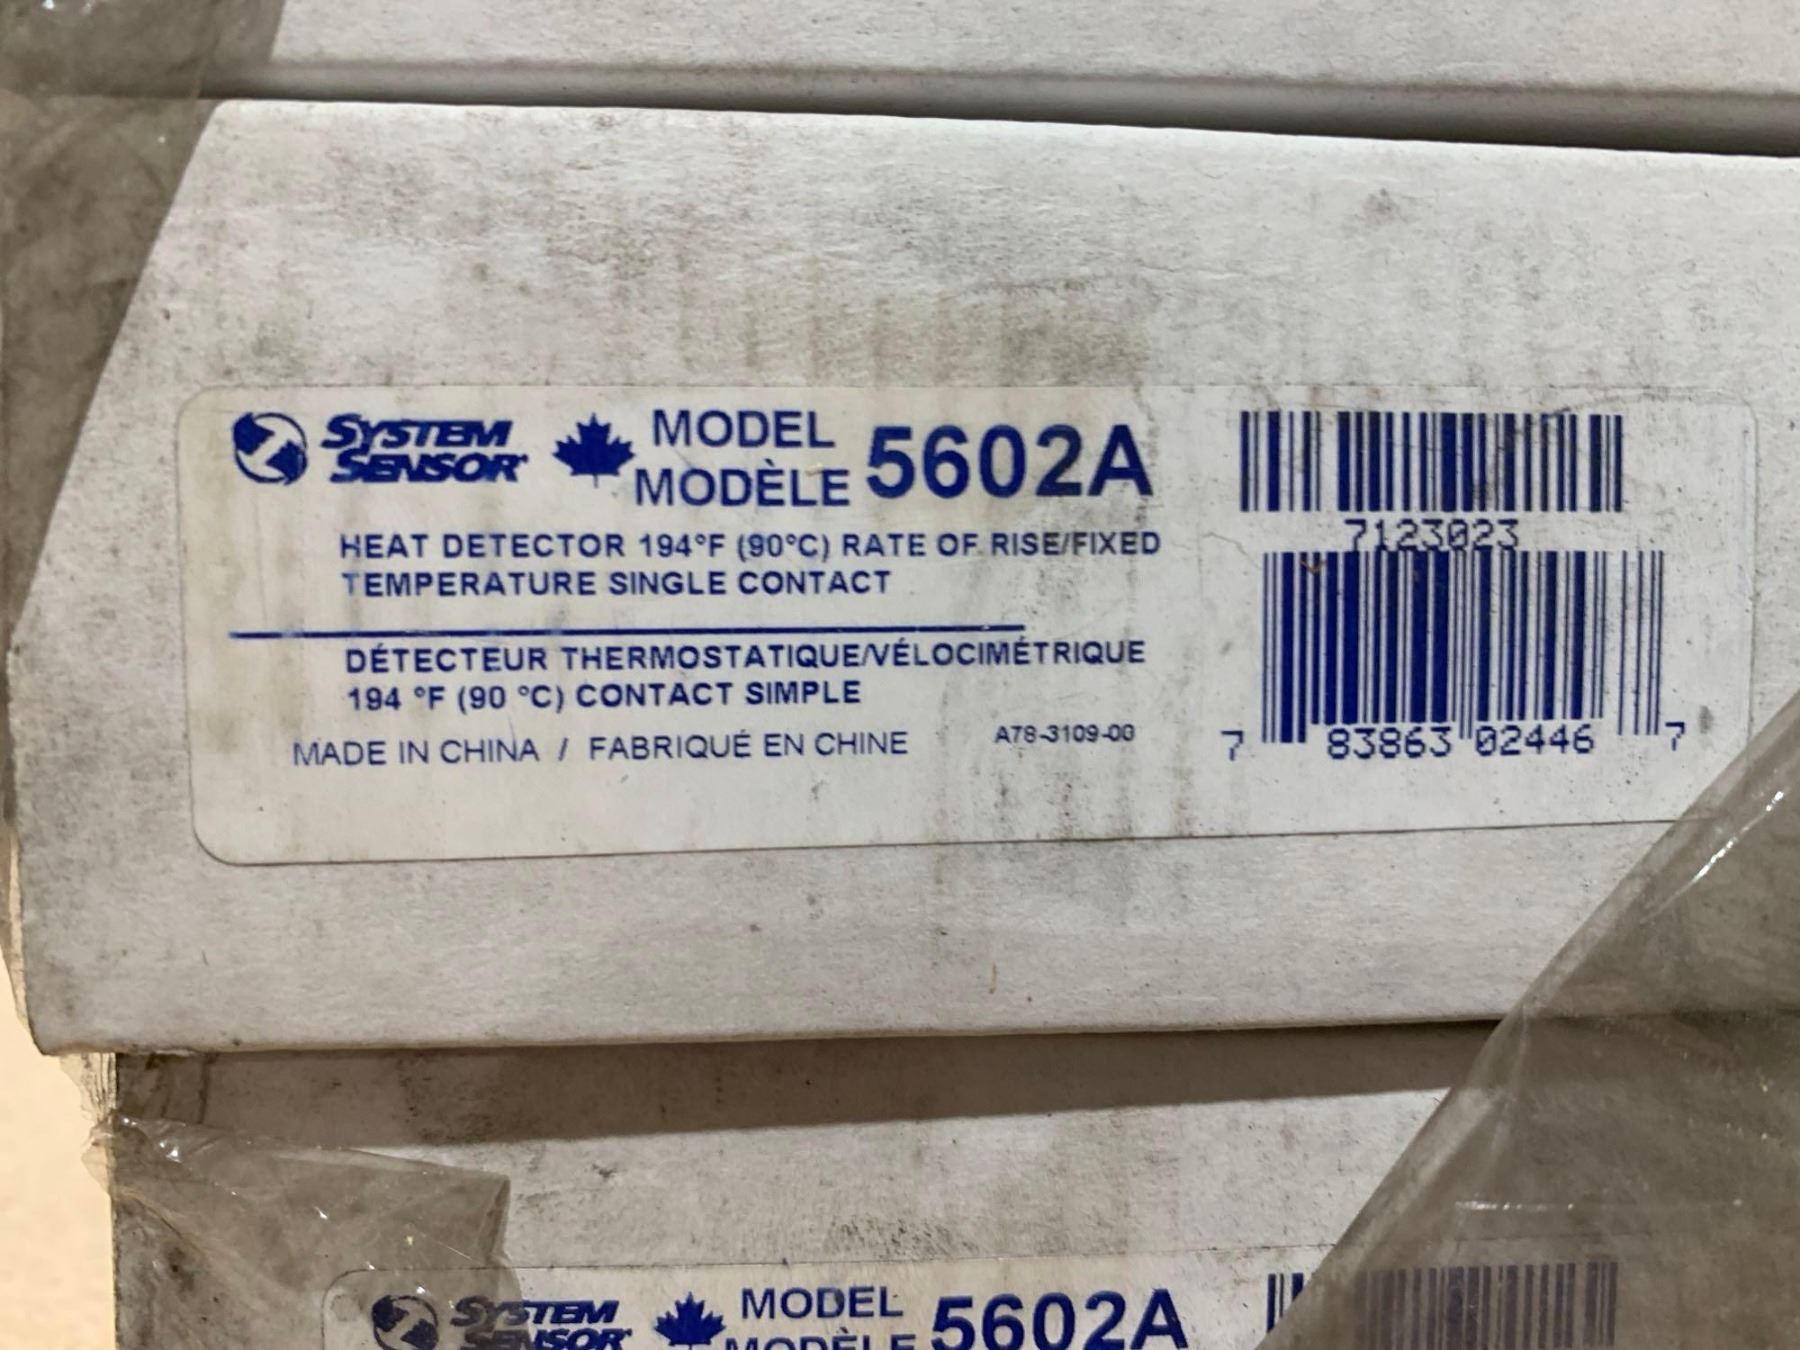 SYSTEM
SENSOR
MODEL
MODÈLE
5602A
HEAT DETECTOR 194°F (90°C) RATE OF RISE/FIXED
TEMPERATURE SINGLE CONTACT
DÉTECTEUR THERMOSTATIQUE/VÉLOCIMÉTRIQUE
194 °F (90 °C) CONTACT SIMPLE
MADE IN CHINA / FABRIQUÉ EN CHINE
A78-3109-00
7123023
7 83863 02446 7
SYSTEM
SENSOR
MODEL
MODÈLE
5602A